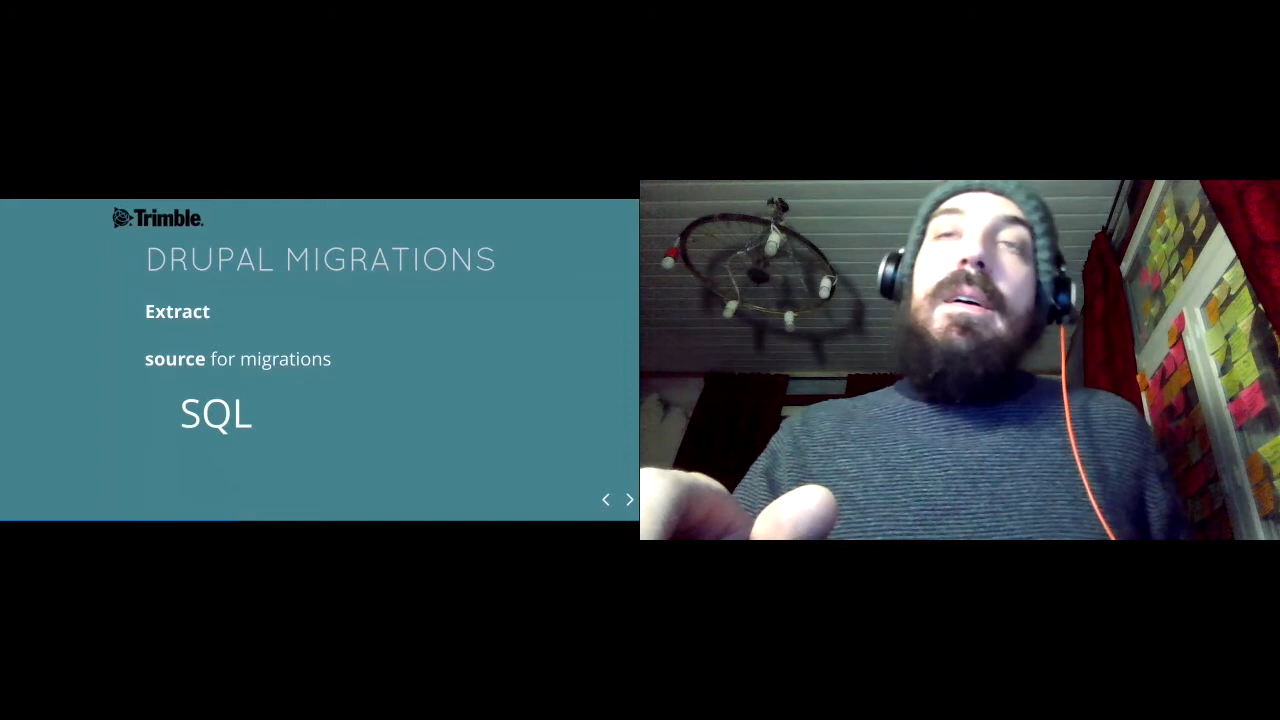 Trimble.
DRUPAL MIGRATIONS
Extract
source for migrations
SQL